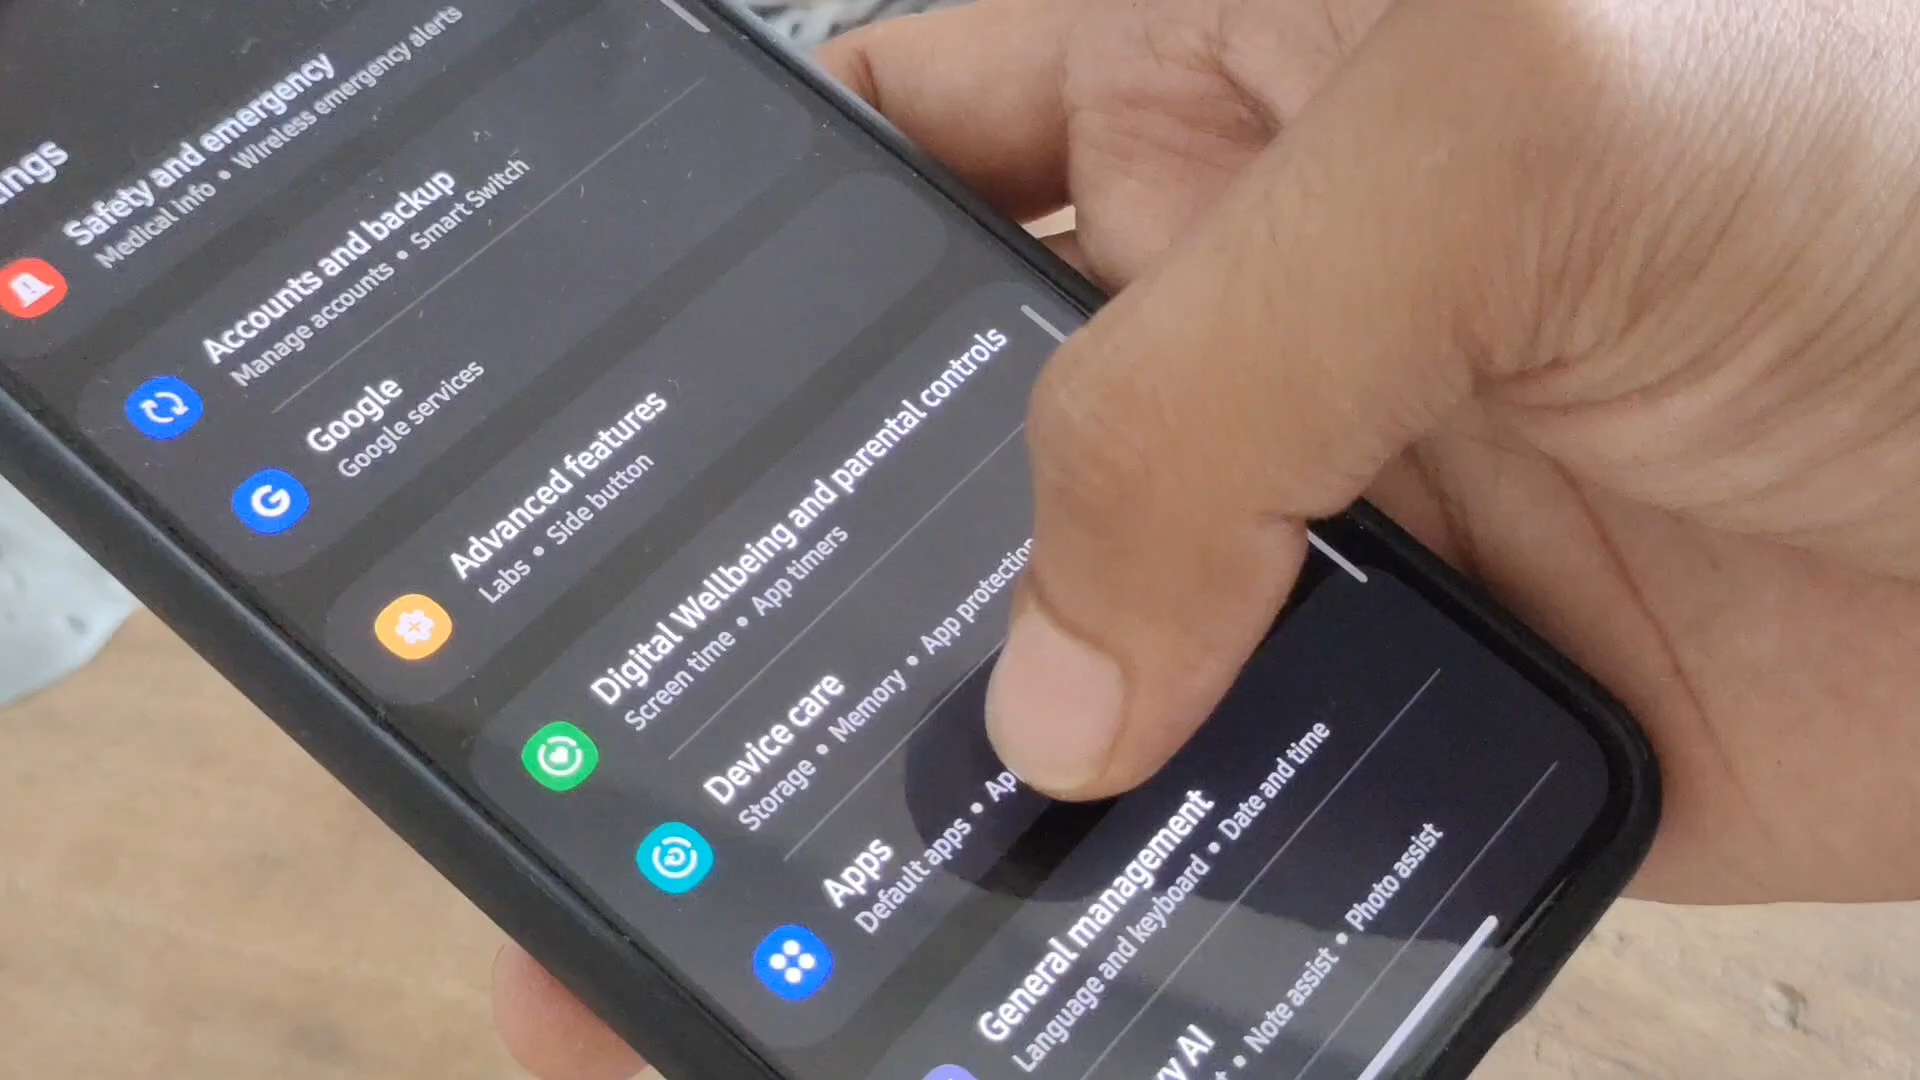 Safety and emergency
Medical info • Wireless emergency alerts
Accounts and backup
Manage accounts • Smart Switch
Google
Google services
Advanced features
Labs • Side button
Digital Wellbeing and parental controls
Screen time • App timers
Device care
Storage • Memory • App protection
Apps
Default apps •
General management
Language and keyboard • Date and time
AI
• Note assist • Photo assist